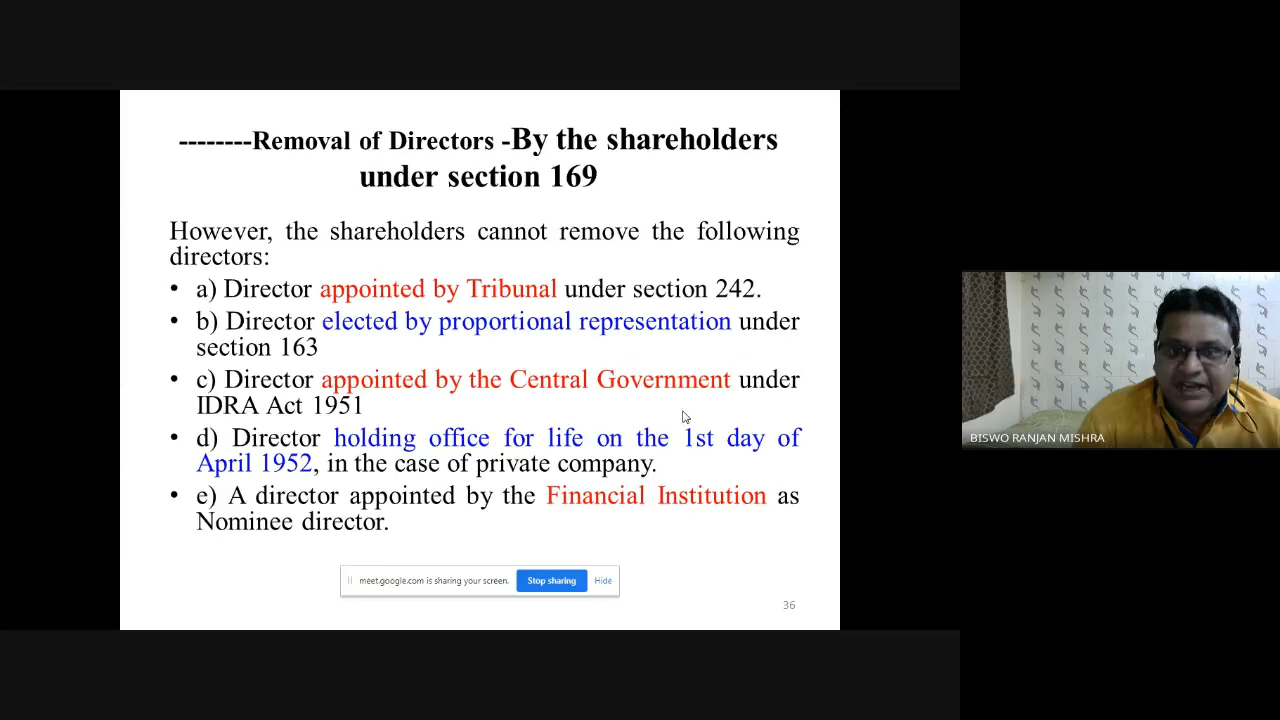 --------Removal of Directors -By the shareholders
under section 169
However, the shareholders cannot remove the following
directors:
• a) Director appointed by Tribunal under section 242.
• b) Director elected by proportional representation under
section 163
• c) Director appointed by the Central Government under
IDRA Act 1951
• d) Director holding office for life on the 1st day of
April 1952, in the case of private company.
• e) A director appointed by the Financial Institution as
Nominee director.
meet.google.com is sharing your screen. Stop sharing Hide
36
BISWO RANJAN MISHRA